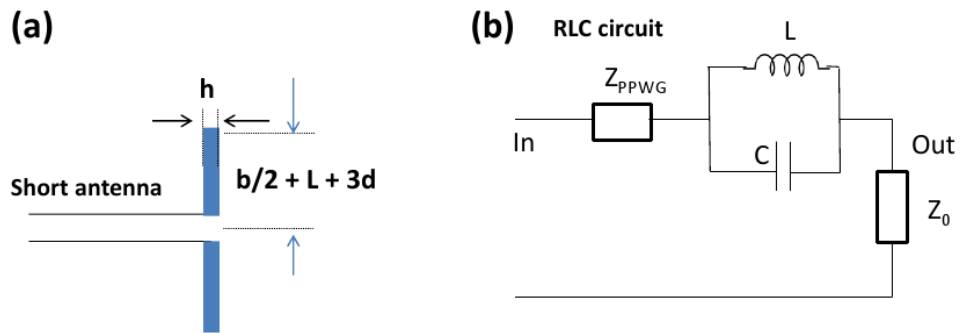 (a)
h
Short antenna
b/2 + L + 3d
(b)
RLC circuit
L
Z_PPWG
In
C
Out
Z_0